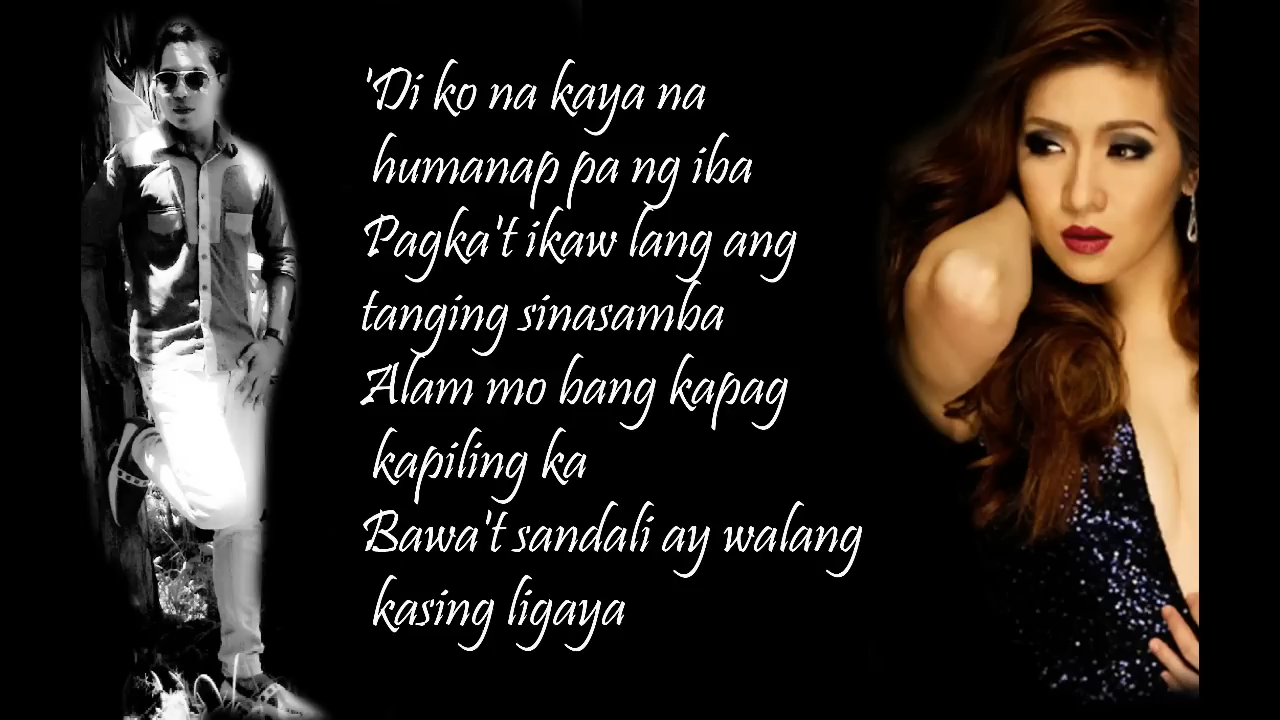 'Di ko na kaya na
humanap pa ng iba
Pagka't ikaw lang ang
tanging sinasamba
Alam mo bang kapag
kapiling ka
Bawa't sandali ay walang
kasing ligaya